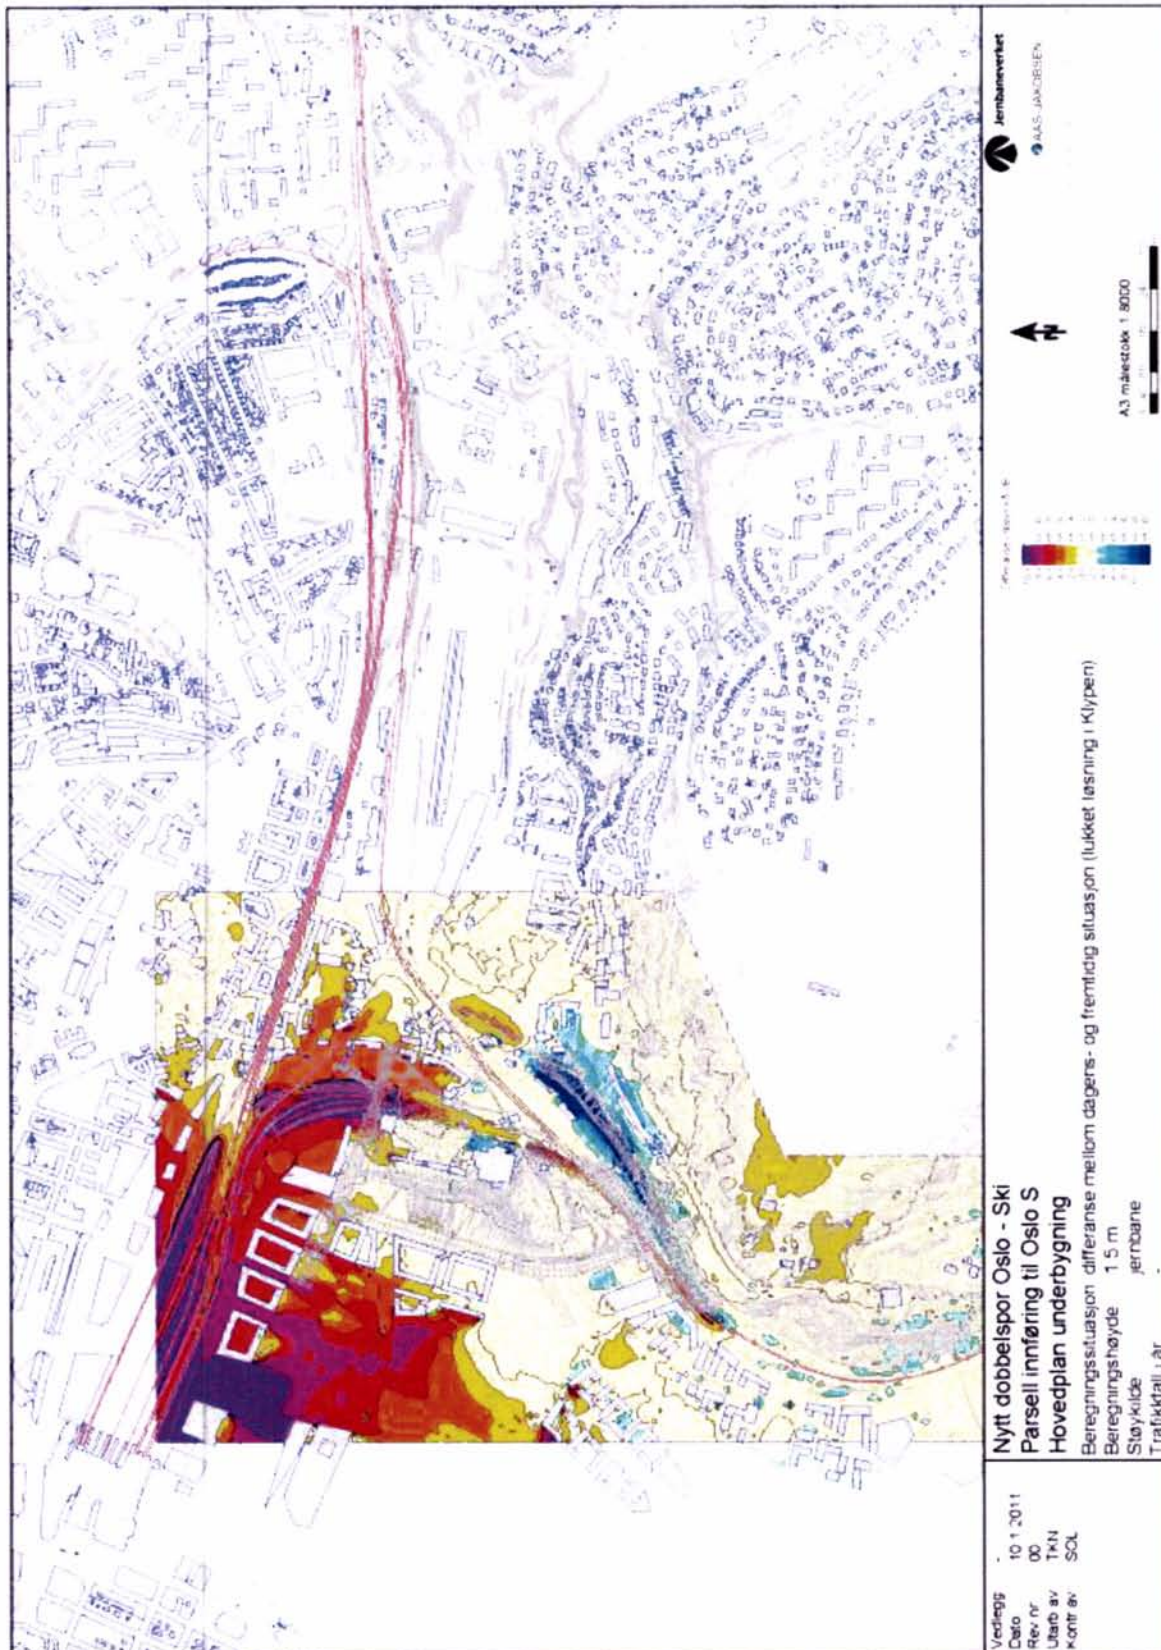 Vedlegg -
Dato 10.1.2011
Rev nr 00
Utarb av TKN
Kontr av SOL
Nytt dobbelspor Oslo - Ski
Parsell innføring til Oslo S
Hovedplan underbygning
Beregningssituasjon differanse mellom dagens- og fremtidig situasjon (lukket løsning i Klypen)
Beregningshøyde 1.5 m
Støykilde jernbane
Trafikktall i år -
N
A3 målestokk 1:8000
Jernbaneverket
AAS-JAKOBSEN